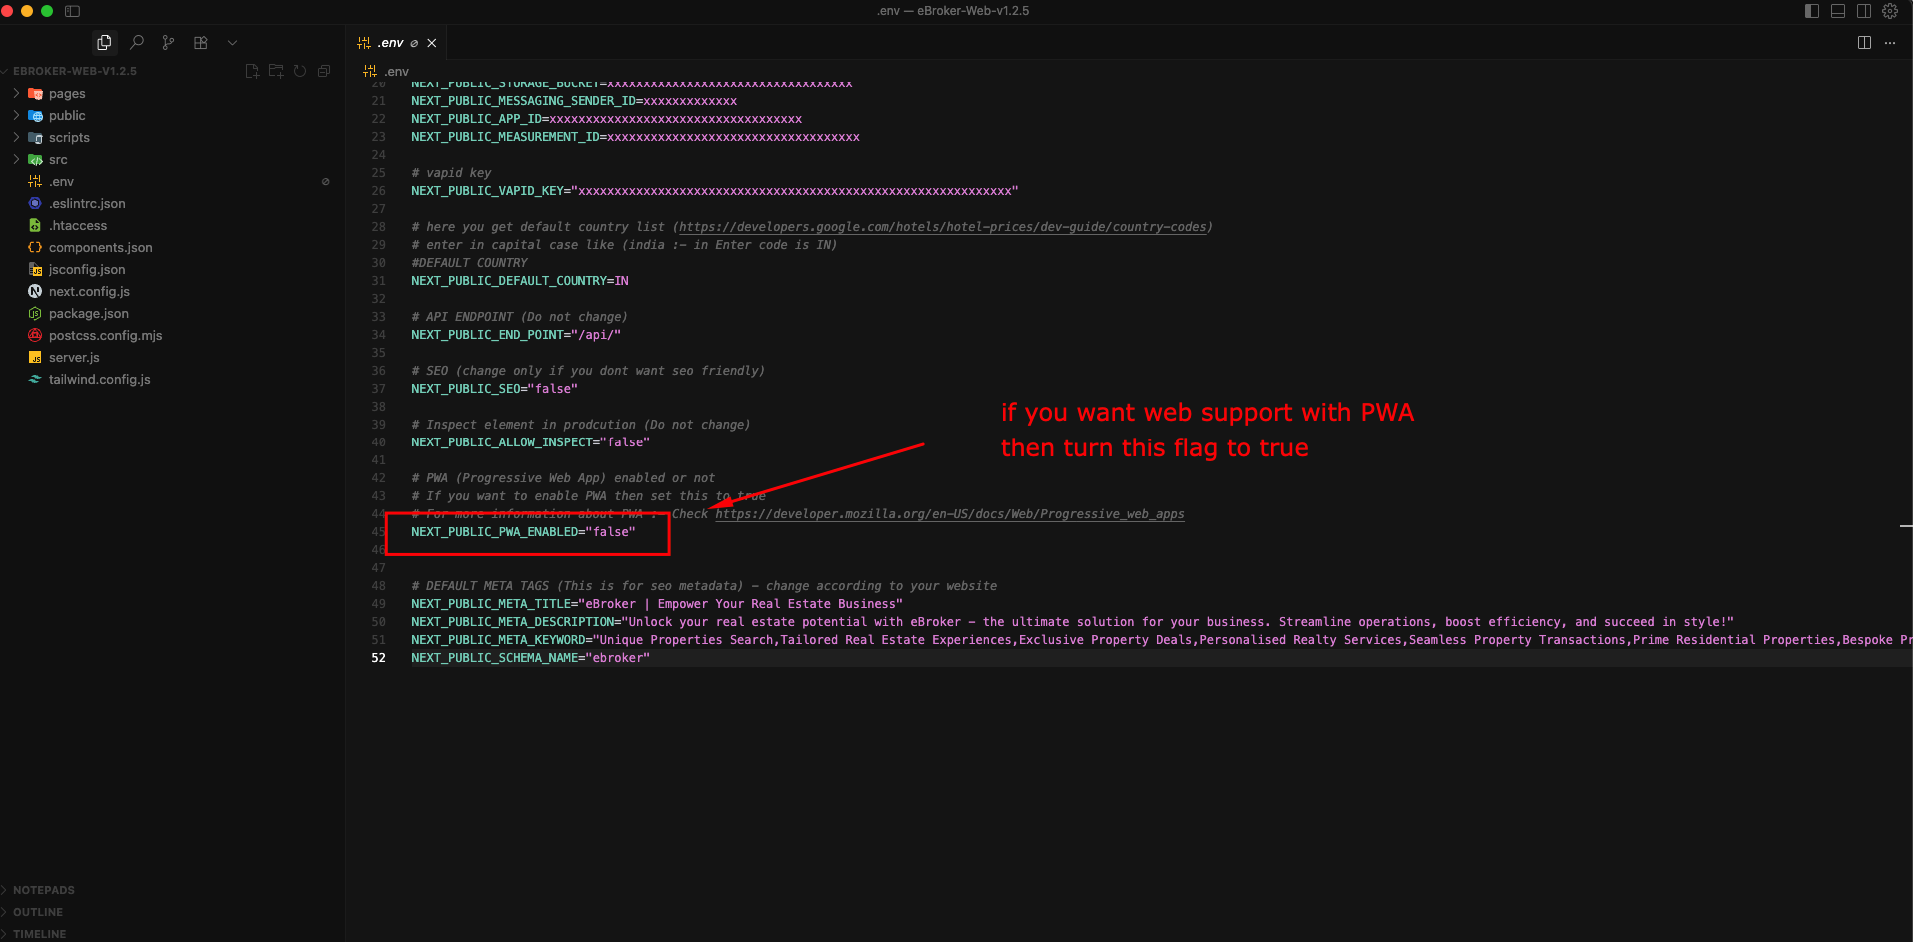 .env — eBroker-Web-v1.2.5
.env
EBROKER-WEB-V1.2.5
pages
public
scripts
src
.env
.eslintrc.json
.htaccess
components.json
jsconfig.json
next.config.js
package.json
postcss.config.mjs
server.js
tailwind.config.js
NOTEPADS
OUTLINE
TIMELINE
.env
20 NEXT_PUBLIC_STORAGE_BUCKET=xxxxxxxxxxxxxxxxxxxxxxxxxxxxxxxxxx
21 NEXT_PUBLIC_MESSAGING_SENDER_ID=xxxxxxxxxxxxx
22 NEXT_PUBLIC_APP_ID=xxxxxxxxxxxxxxxxxxxxxxxxxxxxxxxxxxx
23 NEXT_PUBLIC_MEASUREMENT_ID=xxxxxxxxxxxxxxxxxxxxxxxxxxxxxxxxxxx
24
25 # vapid key
26 NEXT_PUBLIC_VAPID_KEY="xxxxxxxxxxxxxxxxxxxxxxxxxxxxxxxxxxxxxxxxxxxxxxxxxxxxxxxxxxxx"
27
28 # here you get default country list (https://developers.google.com/hotels/hotel-prices/dev-guide/country-codes)
29 # enter in capital case like (india :- in Enter code is IN)
30 #DEFAULT COUNTRY
31 NEXT_PUBLIC_DEFAULT_COUNTRY=IN
32
33 # API ENDPOINT (Do not change)
34 NEXT_PUBLIC_END_POINT="/api/"
35
36 # SEO (change only if you dont want seo friendly)
37 NEXT_PUBLIC_SEO="false"
38
39 # Inspect element in prodcution (Do not change)
40 NEXT_PUBLIC_ALLOW_INSPECT="false"
41
42 # PWA (Progressive Web App) enabled or not
43 # If you want to enable PWA then set this to true
44 # For more information about PWA :- Check https://developer.mozilla.org/en-US/docs/Web/Progressive_web_apps
45 NEXT_PUBLIC_PWA_ENABLED="false"
46
47
48 # DEFAULT META TAGS (This is for seo metadata) - change according to your website
49 NEXT_PUBLIC_META_TITLE="eBroker | Empower Your Real Estate Business"
50 NEXT_PUBLIC_META_DESCRIPTION="Unlock your real estate potential with eBroker - the ultimate solution for your business. Streamline operations, boost efficiency, and succeed in style!"
51 NEXT_PUBLIC_META_KEYWORD="Unique Properties Search,Tailored Real Estate Experiences,Exclusive Property Deals,Personalised Realty Services,Seamless Property Transactions,Prime Residential Properties,Bespoke Pr
52 NEXT_PUBLIC_SCHEMA_NAME="ebroker"
if you want web support with PWA
then turn this flag to true